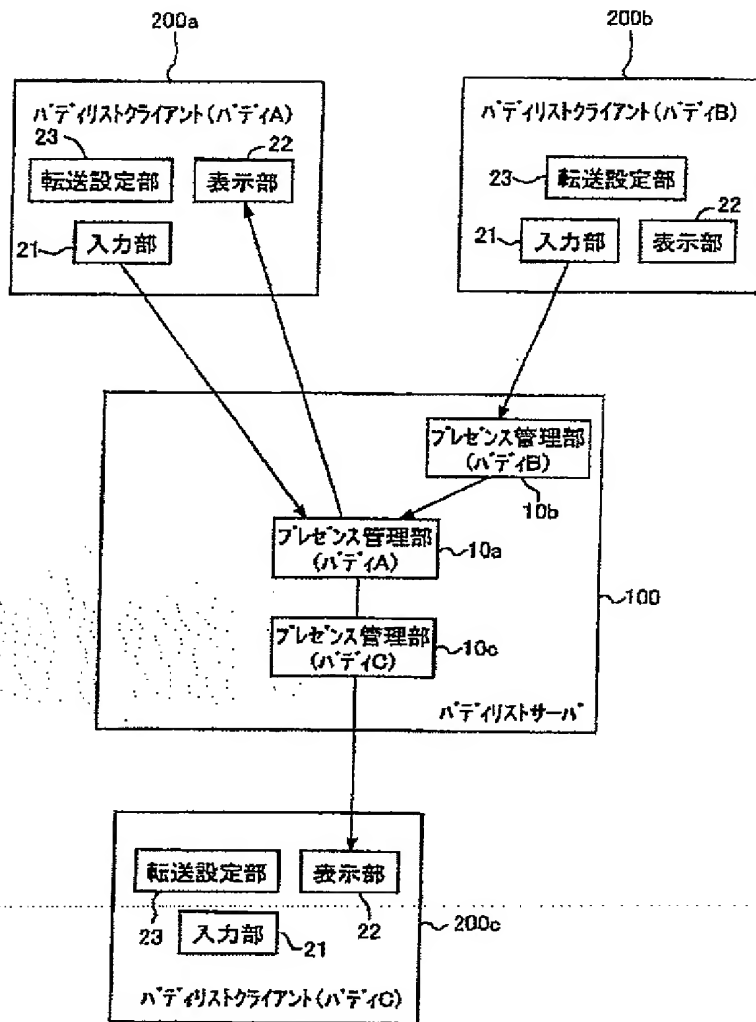 200a
200b
バディリストクライアント(バディA)
23
22
転送設定部
表示部
21
入力部
バディリストクライアント(バディB)
23
転送設定部
22
21
入力部
表示部
プレゼンス管理部
(バディB)
10b
プレゼンス管理部
(バディA)
10a
100
プレゼンス管理部
(バディC)
10c
バディリストサーバ
転送設定部
表示部
23
入力部
21
22
200c
バディリストクライアント(バディC)